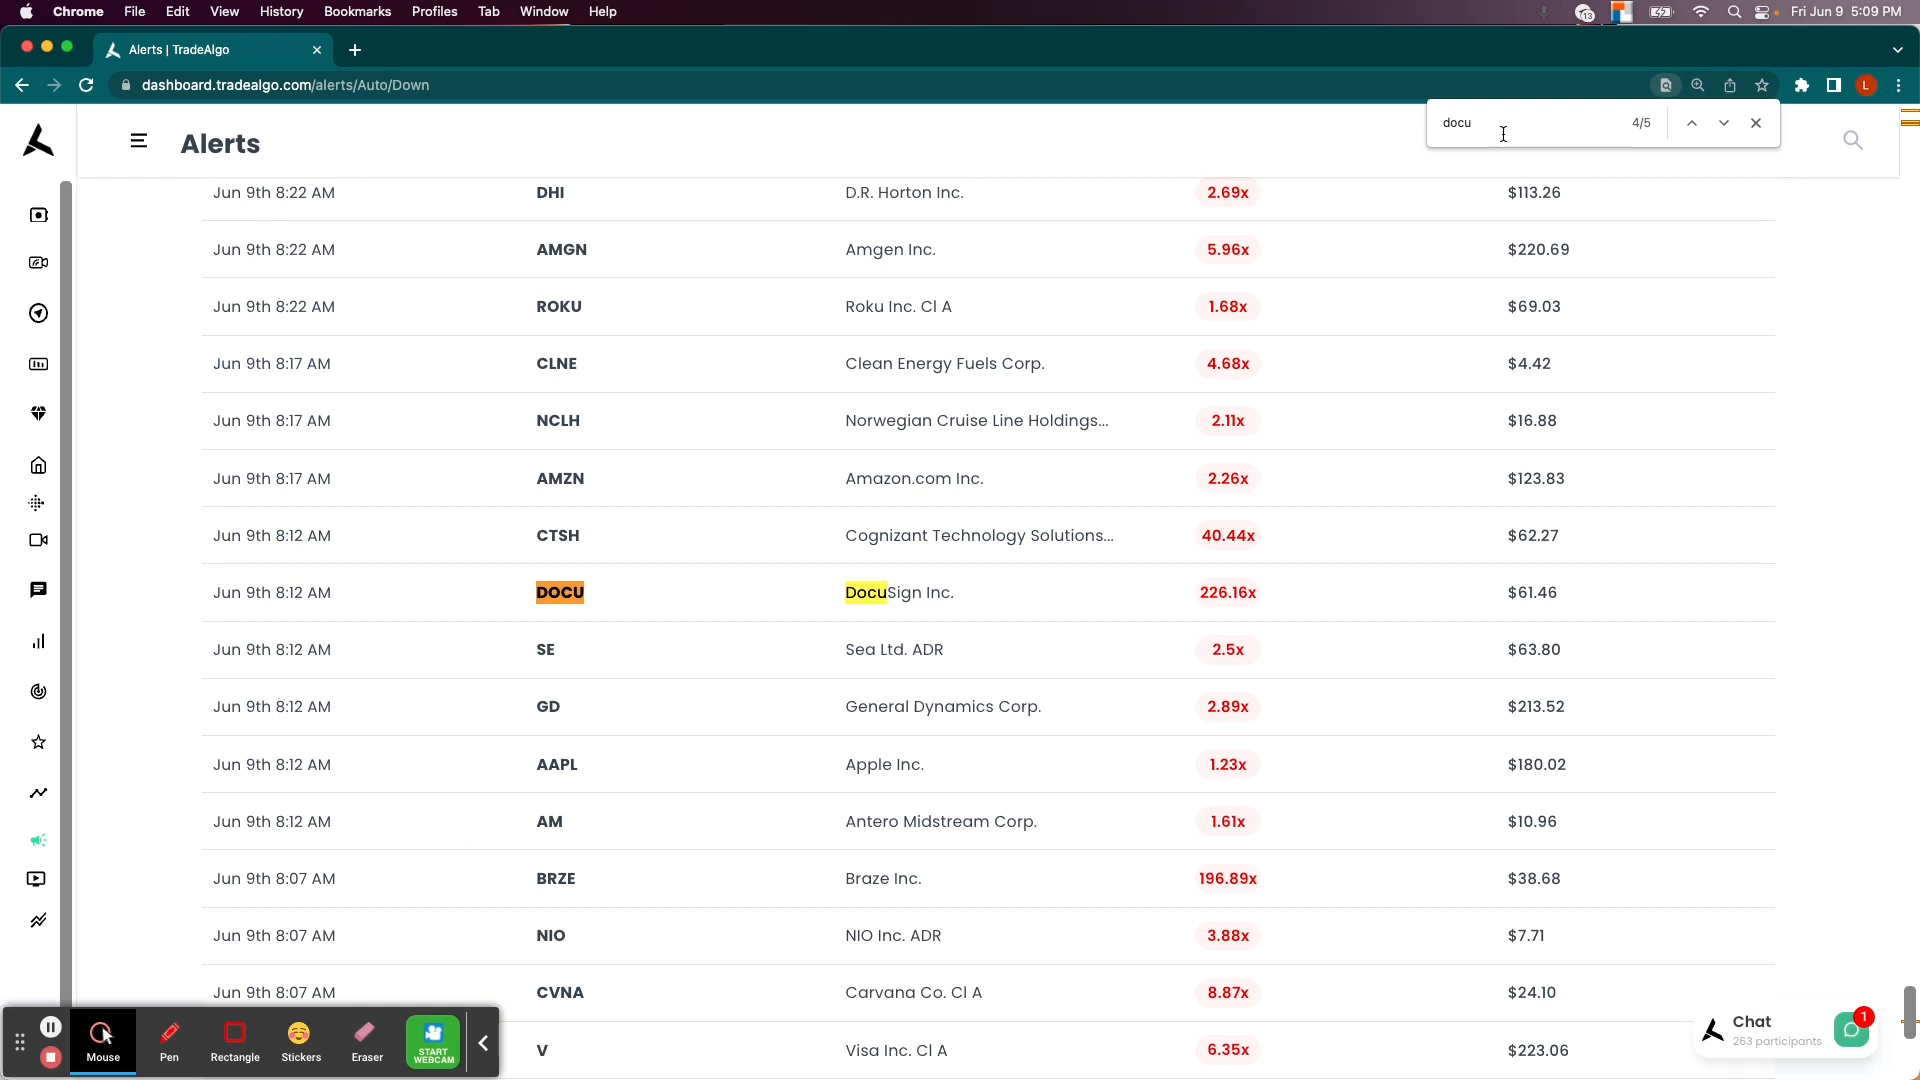 Chrome File Edit View History Bookmarks Profiles Tab Window Help 13 Fri Jun 9 5:09 PM
Alerts | TradeAlgo
dashboard.tradealgo.com/alerts/Auto/Down L
docu 4/5
Alerts
Jun 9th 8:22 AM DHI D.R. Horton Inc. 2.69x $113.26
Jun 9th 8:22 AM AMGN Amgen Inc. 5.96x $220.69
Jun 9th 8:22 AM ROKU Roku Inc. Cl A 1.68x $69.03
Jun 9th 8:17 AM CLNE Clean Energy Fuels Corp. 4.68x $4.42
Jun 9th 8:17 AM NCLH Norwegian Cruise Line Holdings... 2.11x $16.88
Jun 9th 8:17 AM AMZN Amazon.com Inc. 2.26x $123.83
Jun 9th 8:12 AM CTSH Cognizant Technology Solutions... 40.44x $62.27
Jun 9th 8:12 AM DOCU DocuSign Inc. 226.16x $61.46
Jun 9th 8:12 AM SE Sea Ltd. ADR 2.5x $63.80
Jun 9th 8:12 AM GD General Dynamics Corp. 2.89x $213.52
Jun 9th 8:12 AM AAPL Apple Inc. 1.23x $180.02
Jun 9th 8:12 AM AM Antero Midstream Corp. 1.61x $10.96
Jun 9th 8:07 AM BRZE Braze Inc. 196.89x $38.68
Jun 9th 8:07 AM NIO NIO Inc. ADR 3.88x $7.71
Jun 9th 8:07 AM CVNA Carvana Co. Cl A 8.87x $24.10
V Visa Inc. Cl A 6.35x $223.06
Mouse Pen Rectangle Stickers Eraser START WEBCAM
Chat 1
263 participants